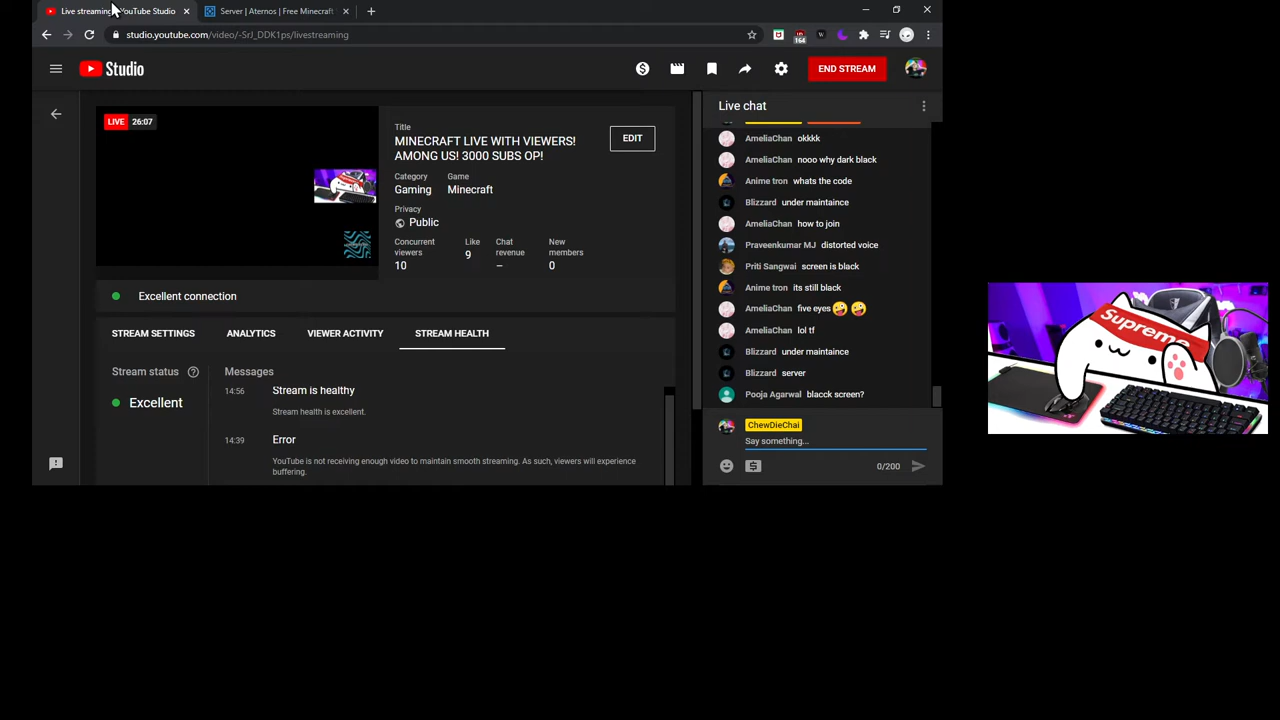 Live streaming - YouTube Studio
Server | Aternos | Free Minecraft
studio.youtube.com/video/-SrJ_DDK1ps/livestreaming
164
Studio
END STREAM
LIVE 26:07
Title
MINECRAFT LIVE WITH VIEWERS!
AMONG US! 3000 SUBS OP!
EDIT
Category
Game
Gaming
Minecraft
Privacy
Public
Concurrent
viewers
10
Like
9
Chat
revenue
–
New
members
0
Excellent connection
STREAM SETTINGS
ANALYTICS
VIEWER ACTIVITY
STREAM HEALTH
Stream status
Excellent
Messages
14:56
Stream is healthy
Stream health is excellent.
14:39
Error
YouTube is not receiving enough video to maintain smooth streaming. As such, viewers will experience
buffering.
Live chat
AmeliaChan okkkk
AmeliaChan nooo why dark black
Anime tron whats the code
Blizzard under maintaince
AmeliaChan how to join
Praveenkumar MJ distorted voice
Priti Sangwai screen is black
Anime tron its still black
AmeliaChan five eyes🤪🤪
AmeliaChan lol tf
Blizzard under maintaince
Blizzard server
Pooja Agarwal blacck screen?
ChewDieChai
Say something...
0/200
Supreme